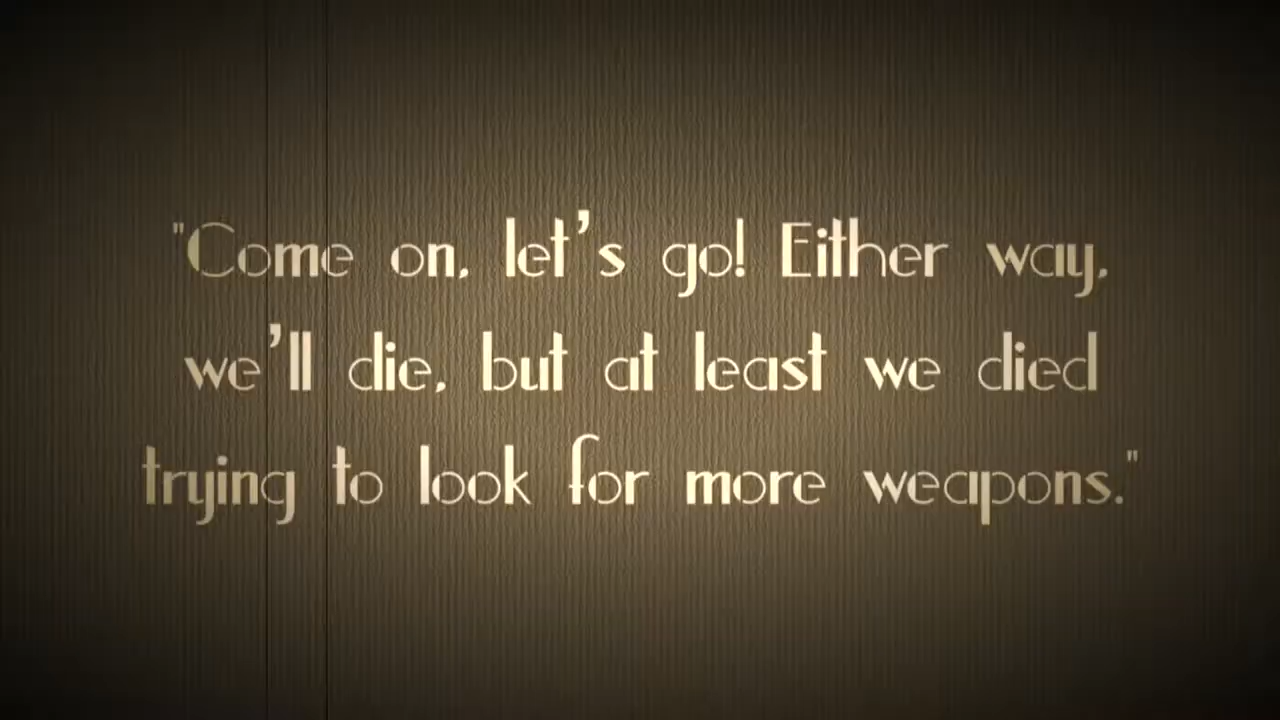 "Come on, let's go! Either way,
we'll die, but at least we died
trying to look for more weapons."